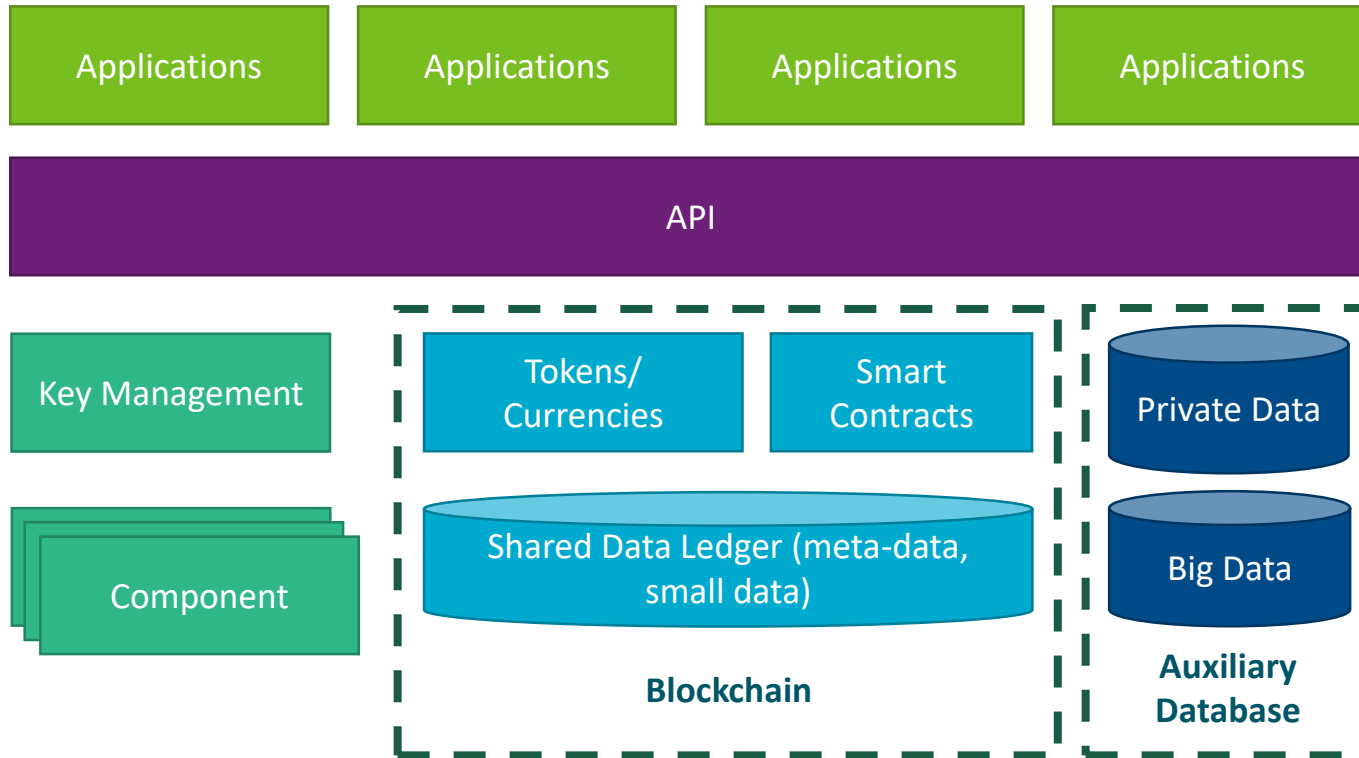 Applications
Applications
Applications
Applications
API
Key Management
Tokens/
Currencies
Smart
Contracts
Private Data
Component
Shared Data Ledger (meta-data,
small data)
Big Data
Blockchain
Auxiliary
Database